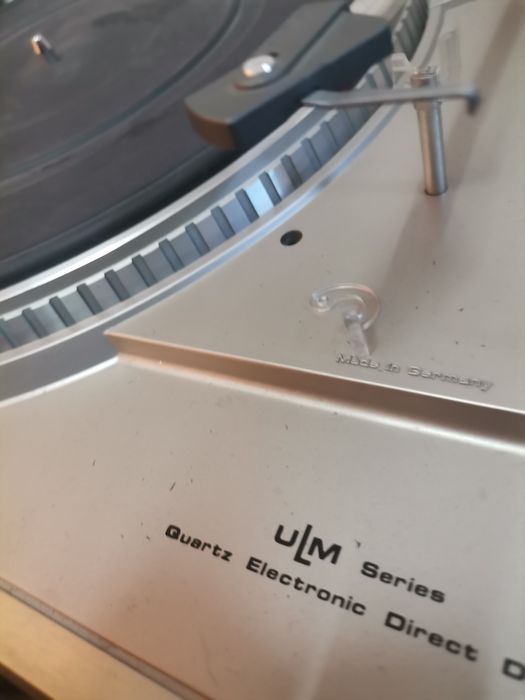 Made in Germany
ULM Series
Quartz Electronic Direct D